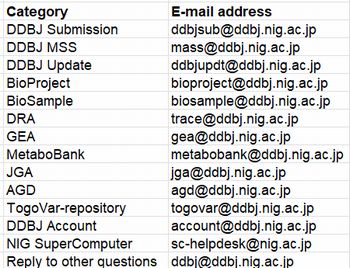 Category E-mail address
DDBJ Submission ddbjsub@ddbj.nig.ac.jp
DDBJ MSS mass@ddbj.nig.ac.jp
DDBJ Update ddbjupdt@ddbj.nig.ac.jp
BioProject bioproject@ddbj.nig.ac.jp
BioSample biosample@ddbj.nig.ac.jp
DRA trace@ddbj.nig.ac.jp
GEA gea@ddbj.nig.ac.jp
MetaboBank metabobank@ddbj.nig.ac.jp
JGA jga@ddbj.nig.ac.jp
AGD agd@ddbj.nig.ac.jp
TogoVar-repository togovar@ddbj.nig.ac.jp
DDBJ Account account@ddbj.nig.ac.jp
NIG SuperComputer sc-helpdesk@nig.ac.jp
Reply to other questions ddbj@ddbj.nig.ac.jp